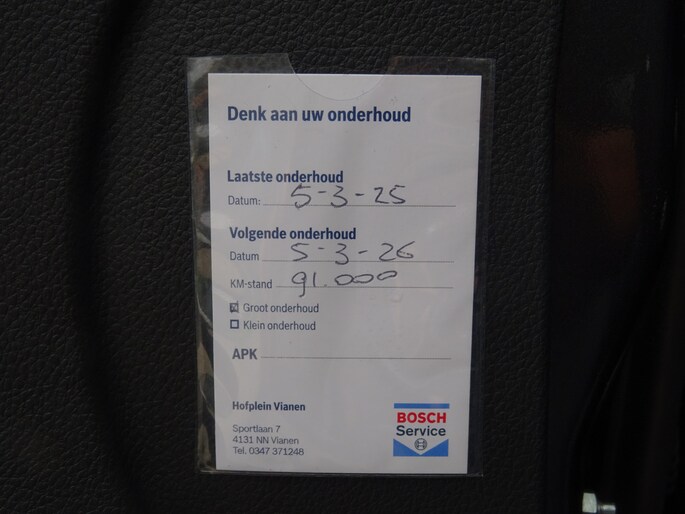 Denk aan uw onderhoud
Laatste onderhoud
Datum: 5-3-25
Volgende onderhoud
Datum 5-3-26
KM-stand 91.000
Groot onderhoud
Klein onderhoud
APK
Hofplein Vianen
Sportlaan 7
4131 NN Vianen
Tel. 0347 371248
BOSCH
Service